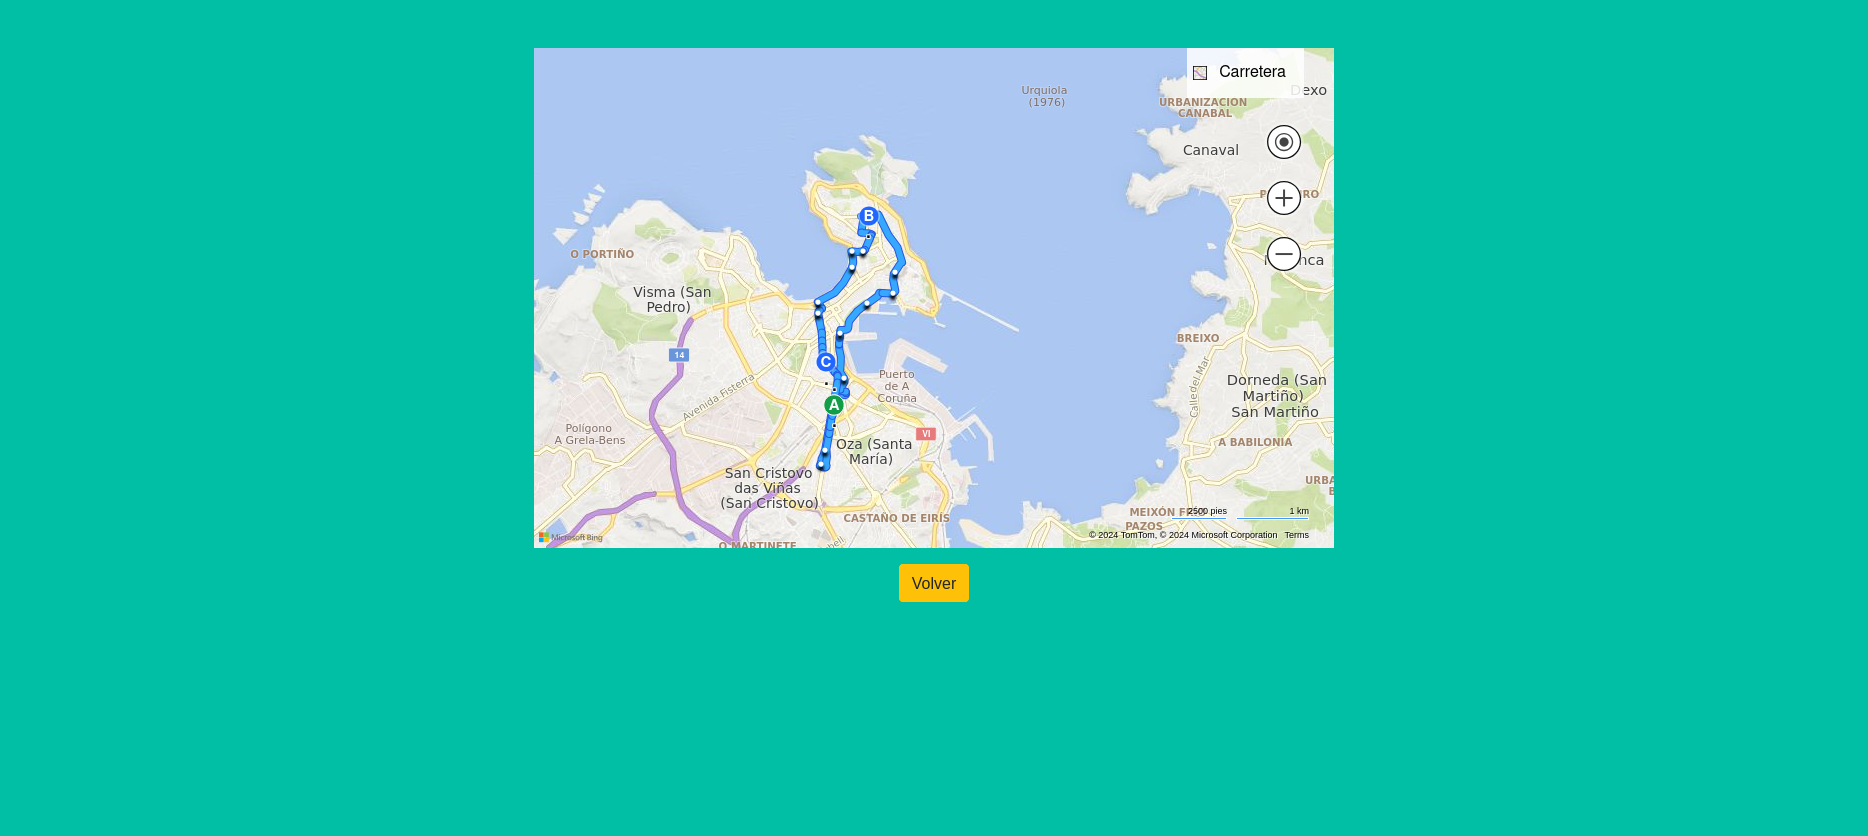 Carretera
Urquiola
(1976)
Dexo
URBANIZACIÓN
CANABAL
Canaval
B
O PORTIÑO
Visma (San
Pedro)
14
BREIXO
C
Puerto
de A
Coruña
Calle del Mar
Dorneda (San
Martiño)
San Martiño
Avenida Fisterra
A
VI
Polígono
A Grela-Bens
Oza (Santa
María)
A BABILONIA
San Cristovo
das Viñas
(San Cristovo)
CASTAÑO DE EIRÍS
MEIXÓN
PAZOS
2500 pies
1 km
O MARTINETE
Microsoft Bing
© 2024 TomTom, © 2024 Microsoft Corporation Terms
Volver